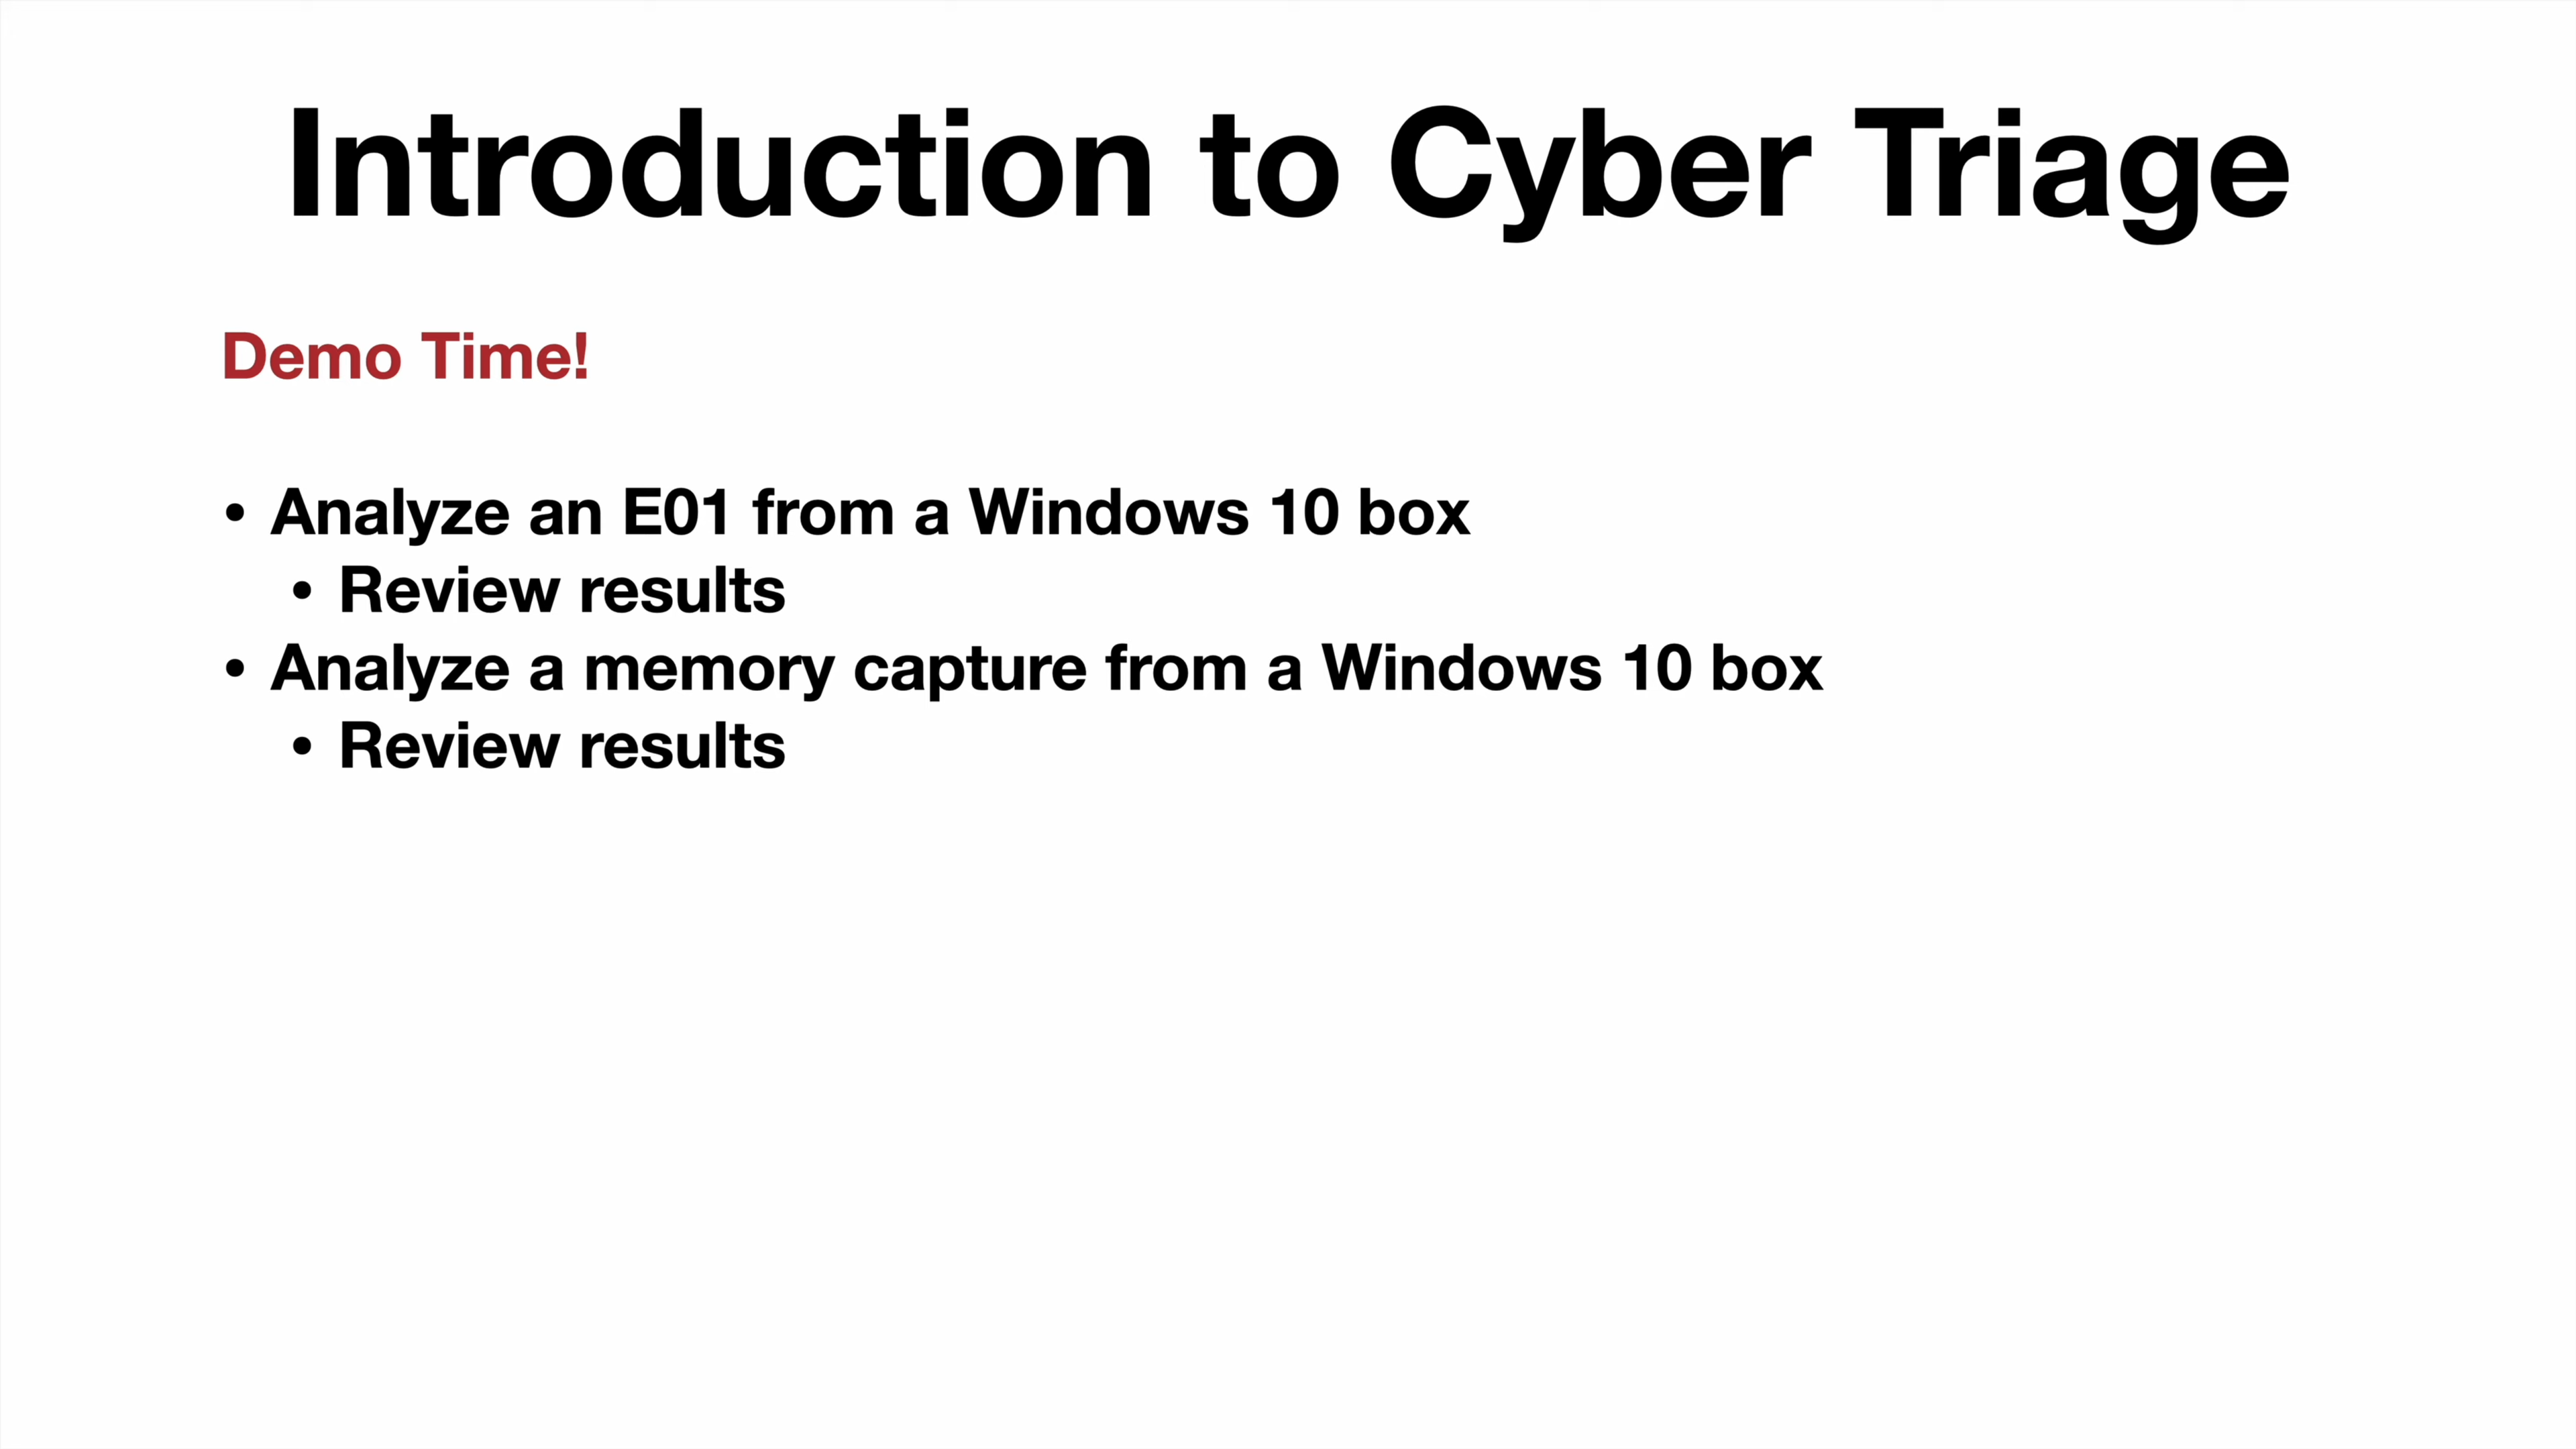 Introduction to Cyber Triage
Demo Time!
• Analyze an E01 from a Windows 10 box
• Review results
• Analyze a memory capture from a Windows 10 box
• Review results